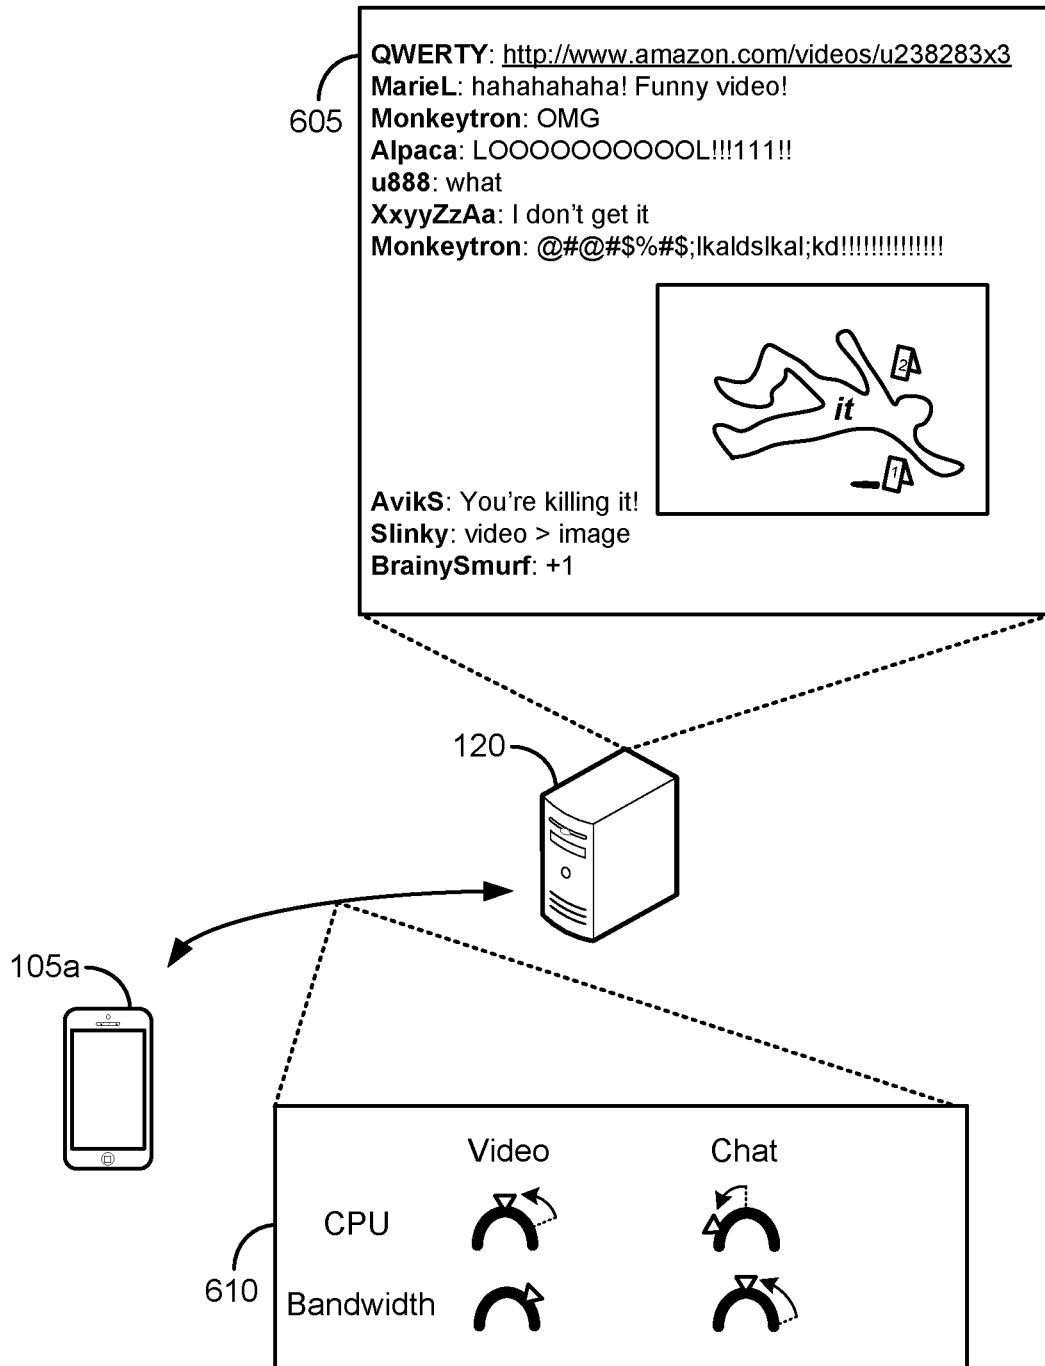 QWERTY: http://www.amazon.com/videos/u238283x3
MarieL: hahahahaha! Funny video!
605
Monkeytron: OMG
Alpaca: LOOOOOOOOOOL!!!111!!
u888: what
XxyyZzAa: I don't get it
Monkeytron: @#@#$%#$;lkaldslkal;kd!!!!!!!!!!!!!!
2
it
1
AvikS: You're killing it!
Slinky: video > image
BrainySmurf: +1
120
105a
Video Chat
CPU
610
Bandwidth